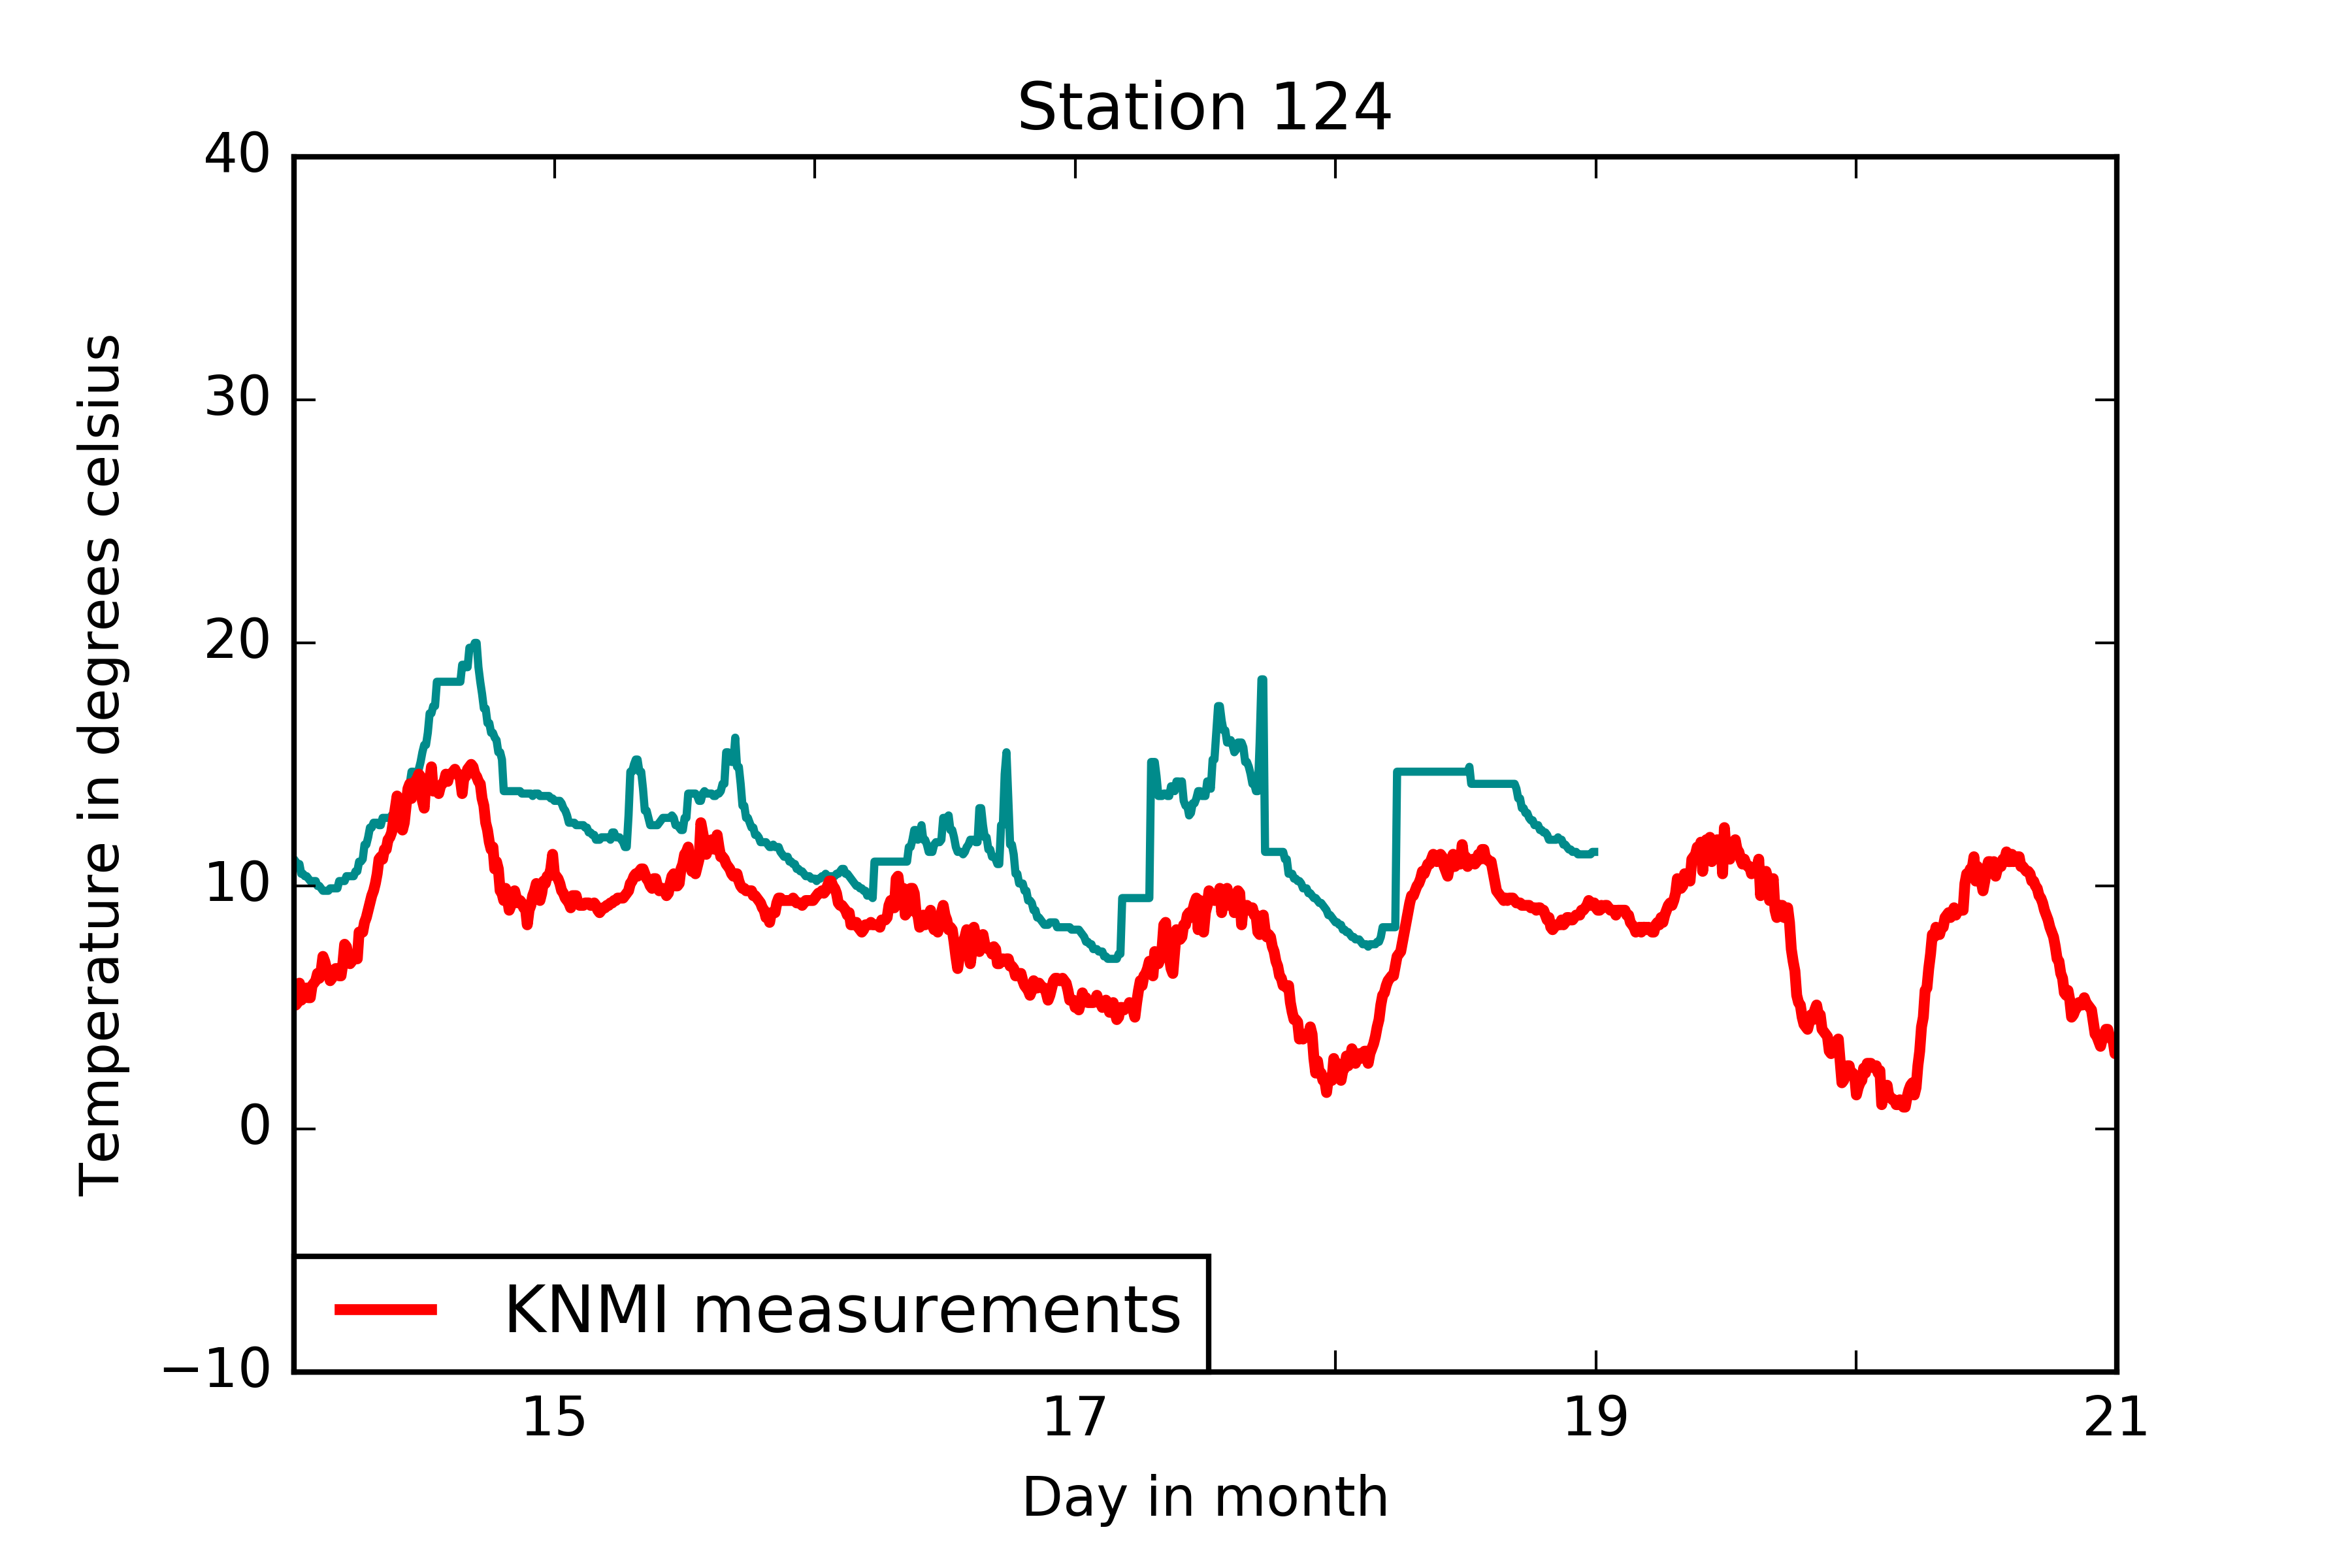 Station 124
40
30
20
10
0
−10
Temperature in degrees celsius
KNMI measurements
15
17
19
21
Day in month